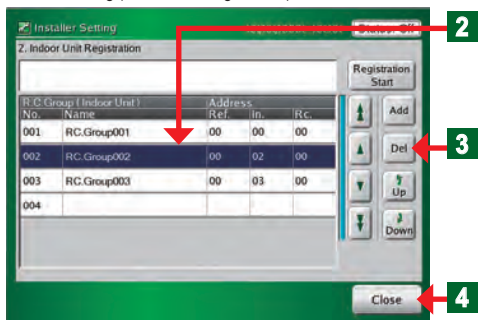 Installer Setting
2. Indoor Unit Registration
2
Registration
Start
R.C.Group (Indoor Unit) Address
No. Name Ref. In. Rc.
Add
001 RC.Group001 00 00 00
002 RC.Group002 00 02 00
Del
3
003 RC.Group003 00 03 00
Up
004
Down
Close
4